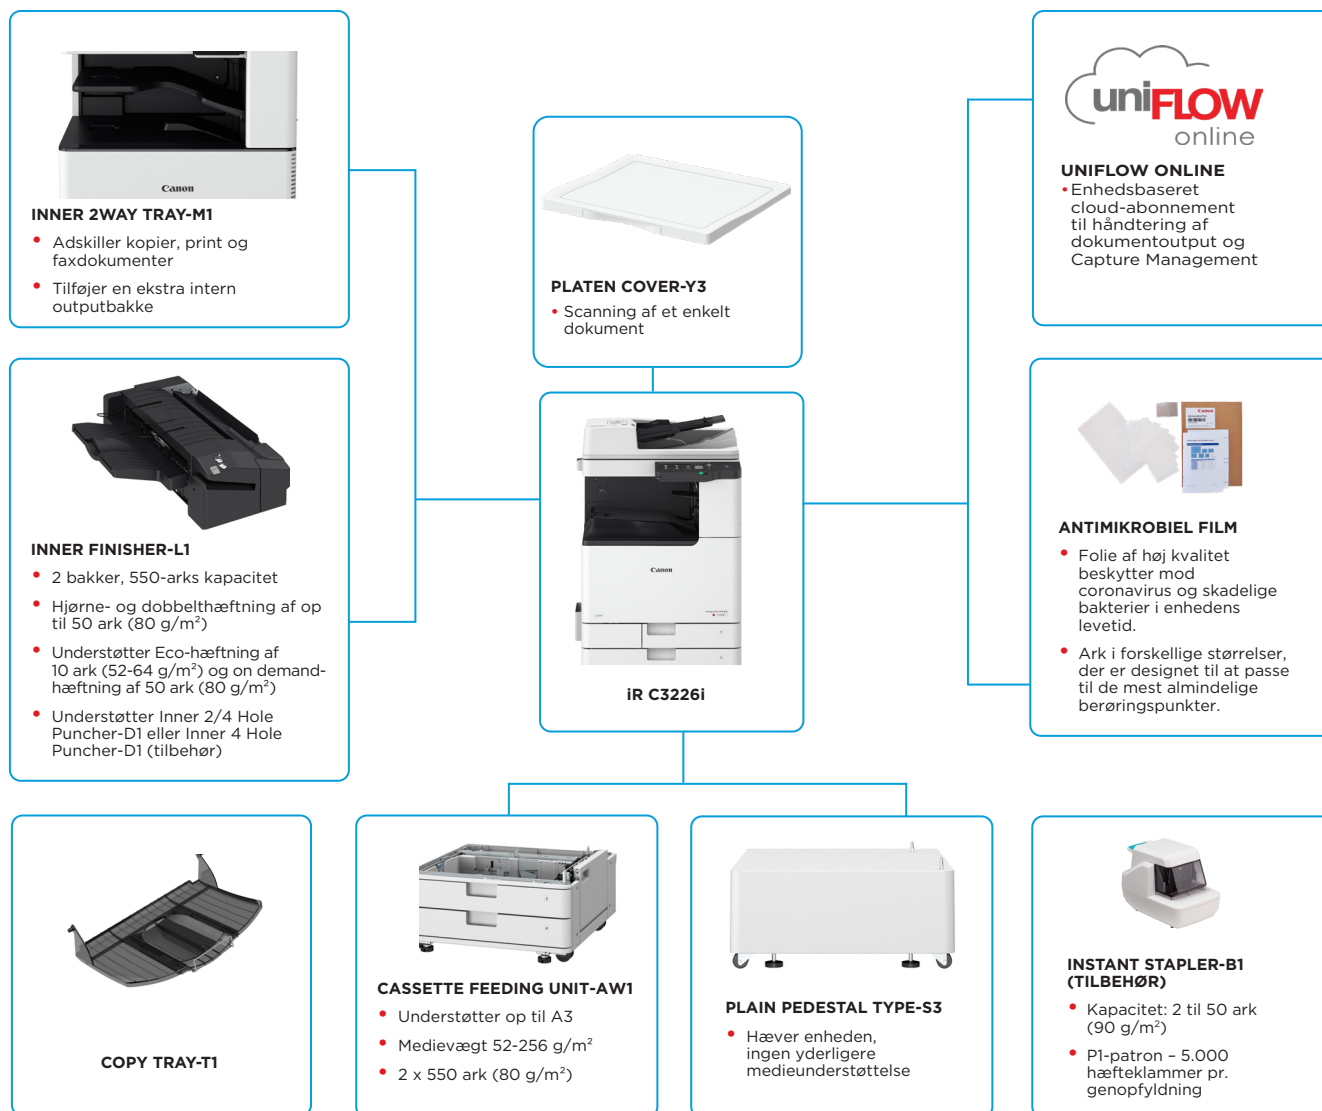 Canon
INNER 2WAY TRAY-M1
• Adskiller kopier, print og
faxdokumenter
• Tilføjer en ekstra intern
outputbakke
PLATEN COVER-Y3
• Scanning af et enkelt
dokument
uniFLOW
online
UNIFLOW ONLINE
• Enhedsbaseret
cloud-abonnement
til håndtering af
dokumentoutput og
Capture Management
INNER FINISHER-L1
• 2 bakker, 550-arks kapacitet
• Hjørne- og dobbelthæftning af op
til 50 ark (80 g/m²)
• Understøtter Eco-hæftning af
10 ark (52-64 g/m²) og on demand-
hæftning af 50 ark (80 g/m²)
• Understøtter Inner 2/4 Hole
Puncher-D1 eller Inner 4 Hole
Puncher-D1 (tilbehør)
Canon
iR C3226i
Canon
ANTIMIKROBIEL FILM
• Folie af høj kvalitet
beskytter mod
coronavirus og skadelige
bakterier i enhedens
levetid.
• Ark i forskellige størrelser,
der er designet til at passe
til de mest almindelige
berøringspunkter.
COPY TRAY-T1
CASSETTE FEEDING UNIT-AW1
• Understøtter op til A3
• Medievægt 52-256 g/m²
• 2 x 550 ark (80 g/m²)
PLAIN PEDESTAL TYPE-S3
• Hæver enheden,
ingen yderligere
medieunderstøttelse
INSTANT STAPLER-B1
(TILBEHØR)
• Kapacitet: 2 til 50 ark
(90 g/m²)
• P1-patron – 5.000
hæfteklammer pr.
genopfyldning